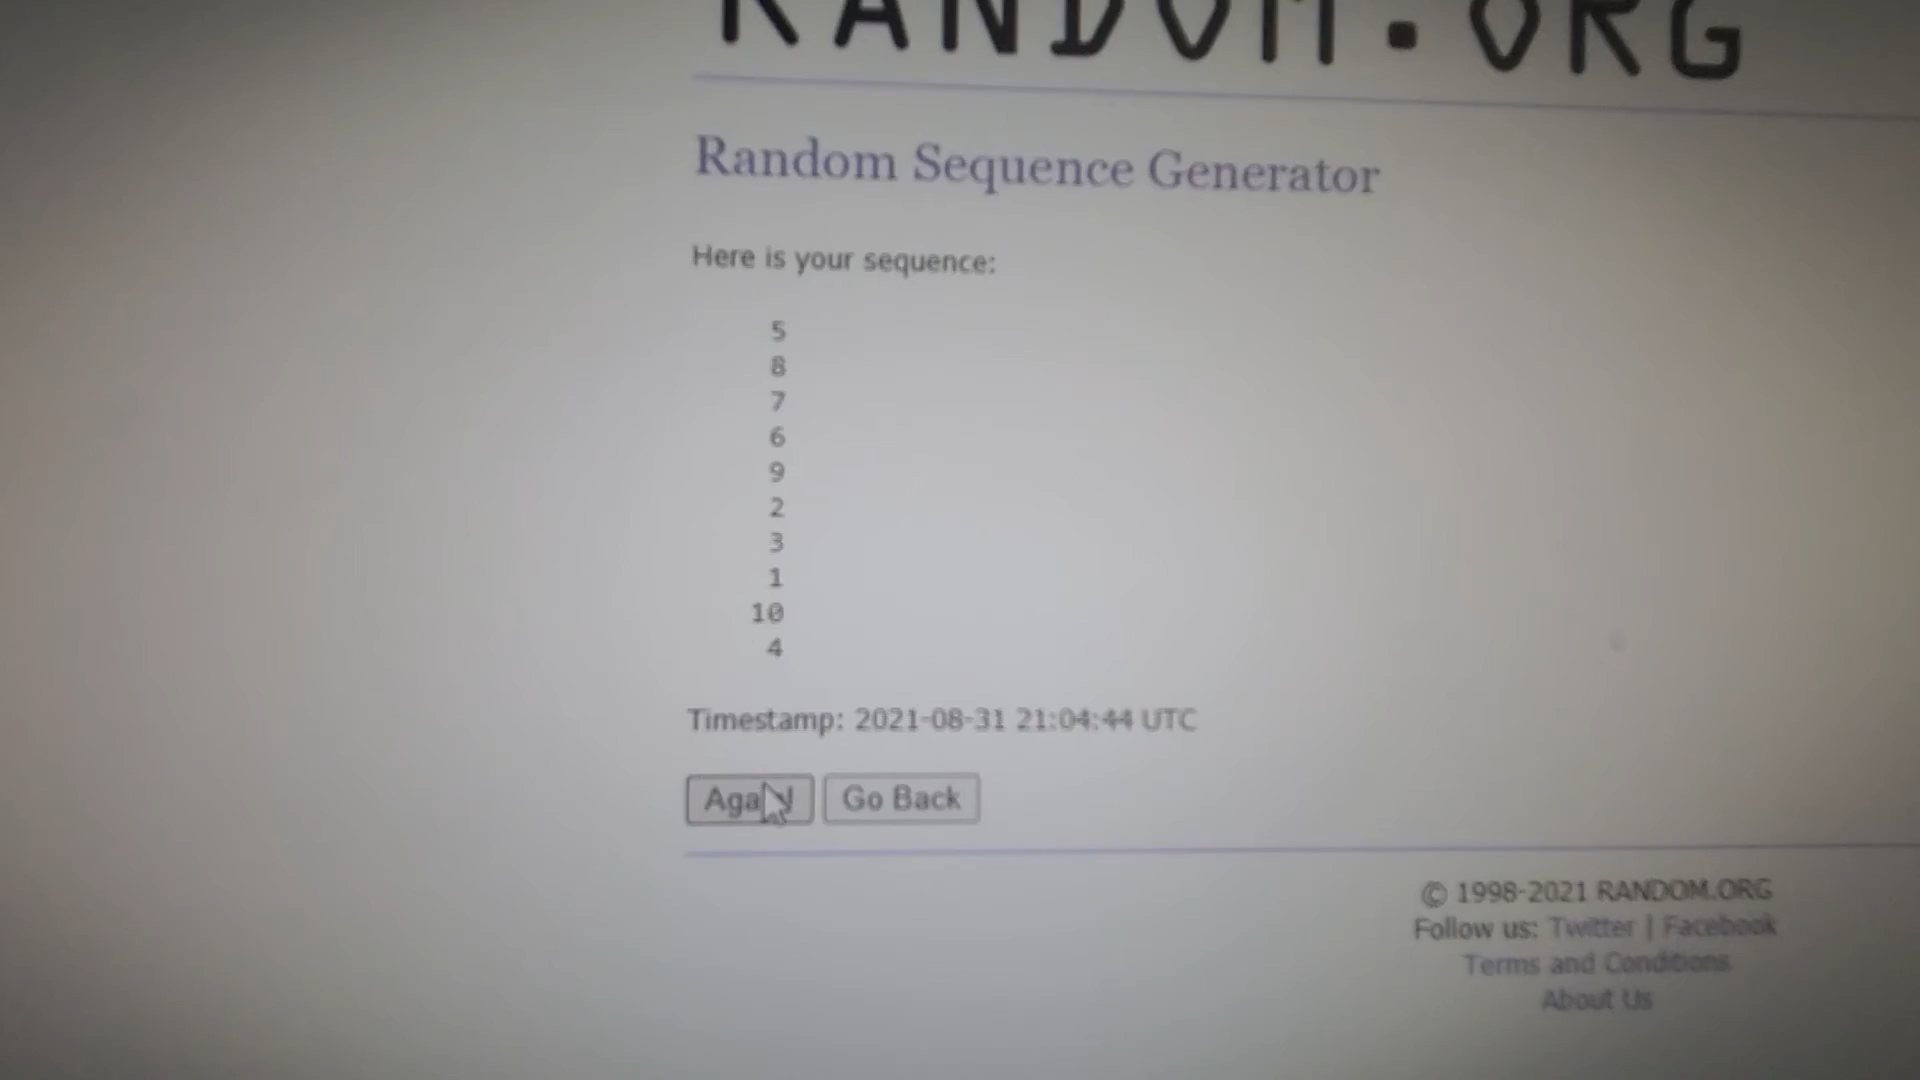 RANDOM.ORG
Random Sequence Generator
Here is your sequence:
5
8
7
6
9
2
3
1
10
4
Timestamp: 2021-08-31 21:04:44 UTC
Again! Go Back
© 1998-2021 RANDOM.ORG
Follow us: Twitter | Facebook
Terms and Conditions
About Us